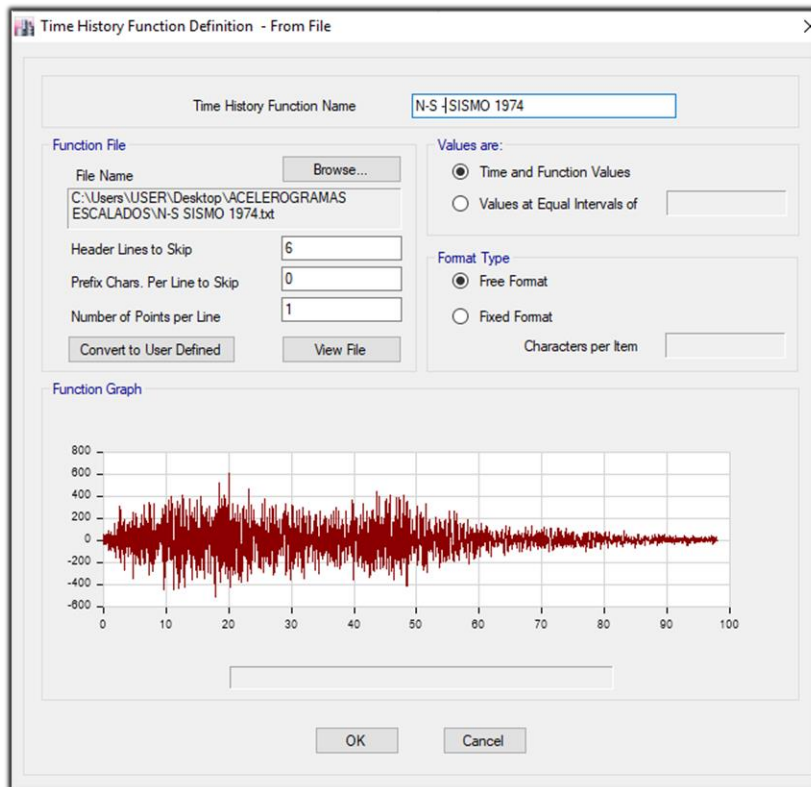 Time History Function Definition - From File
Time History Function Name
N-S - SISMO 1974
Function File
File Name
Browse...
C:\Users\USER\Desktop\ACELEROGRAMAS
ESCALADOS\N-S SISMO 1974.txt
Header Lines to Skip
6
Prefix Chars. Per Line to Skip
0
Number of Points per Line
1
Convert to User Defined
View File
Values are:
Time and Function Values
Values at Equal Intervals of
Format Type
Free Format
Fixed Format
Characters per Item
Function Graph
800
600
400
200
0
-200
-400
-600
0 10 20 30 40 50 60 70 80 90 100
OK
Cancel